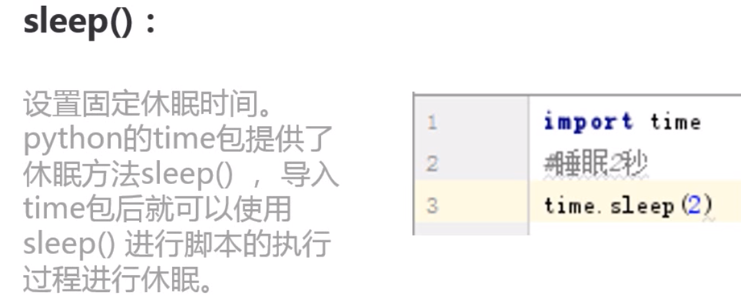 sleep()：
设置固定休眠时间。
python的time包提供了
休眠方法sleep() ，导入
time包后就可以使用
sleep() 进行脚本的执行
过程进行休眠。
1 import time
2 #睡眠2秒
3 time.sleep(2)